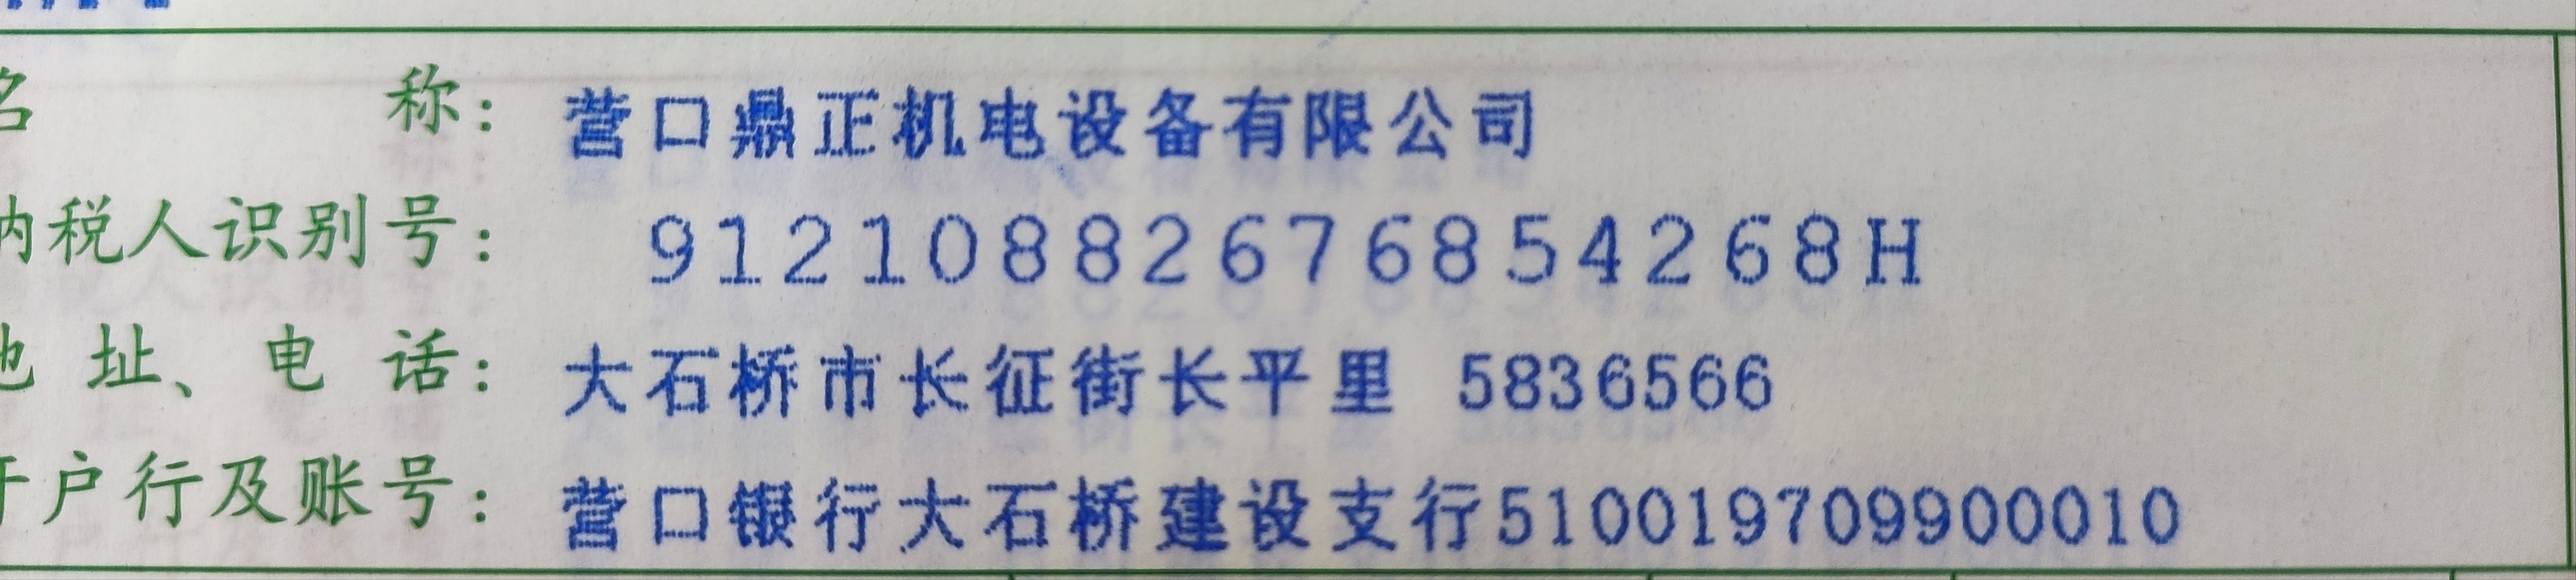 名称：营口鼎正机电设备有限公司
纳税人识别号：91210882676854268H
地址、电话：大石桥市长征街长平里 5836566
开户行及账号：营口银行大石桥建设支行510019709900010